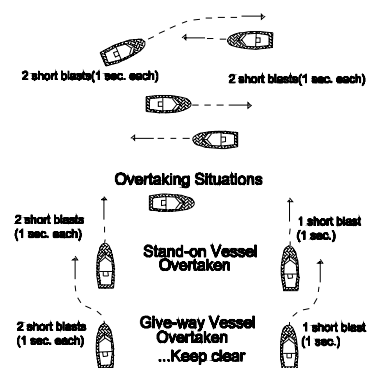 2 short blasts(1 sec. each)
2 short blasts(1 sec. each)
Overtaking Situations
2 short blasts
(1 sec. each)
1 short blast
(1 sec.)
Stand-on Vessel
Overtaken
2 short blasts
(1 sec. each)
Give-way Vessel
Overtaken
...Keep clear
1 short blast
(1 sec.)